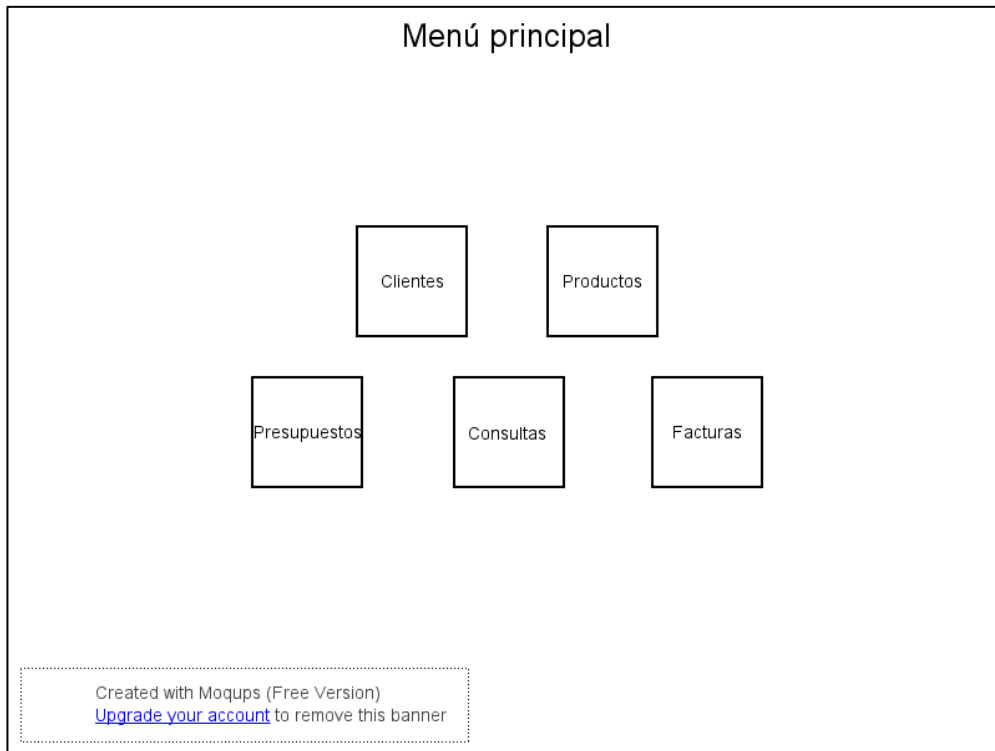 Menú principal
Clientes
Productos
Presupuestos
Consultas
Facturas
Created with Moqups (Free Version)
Upgrade your account to remove this banner